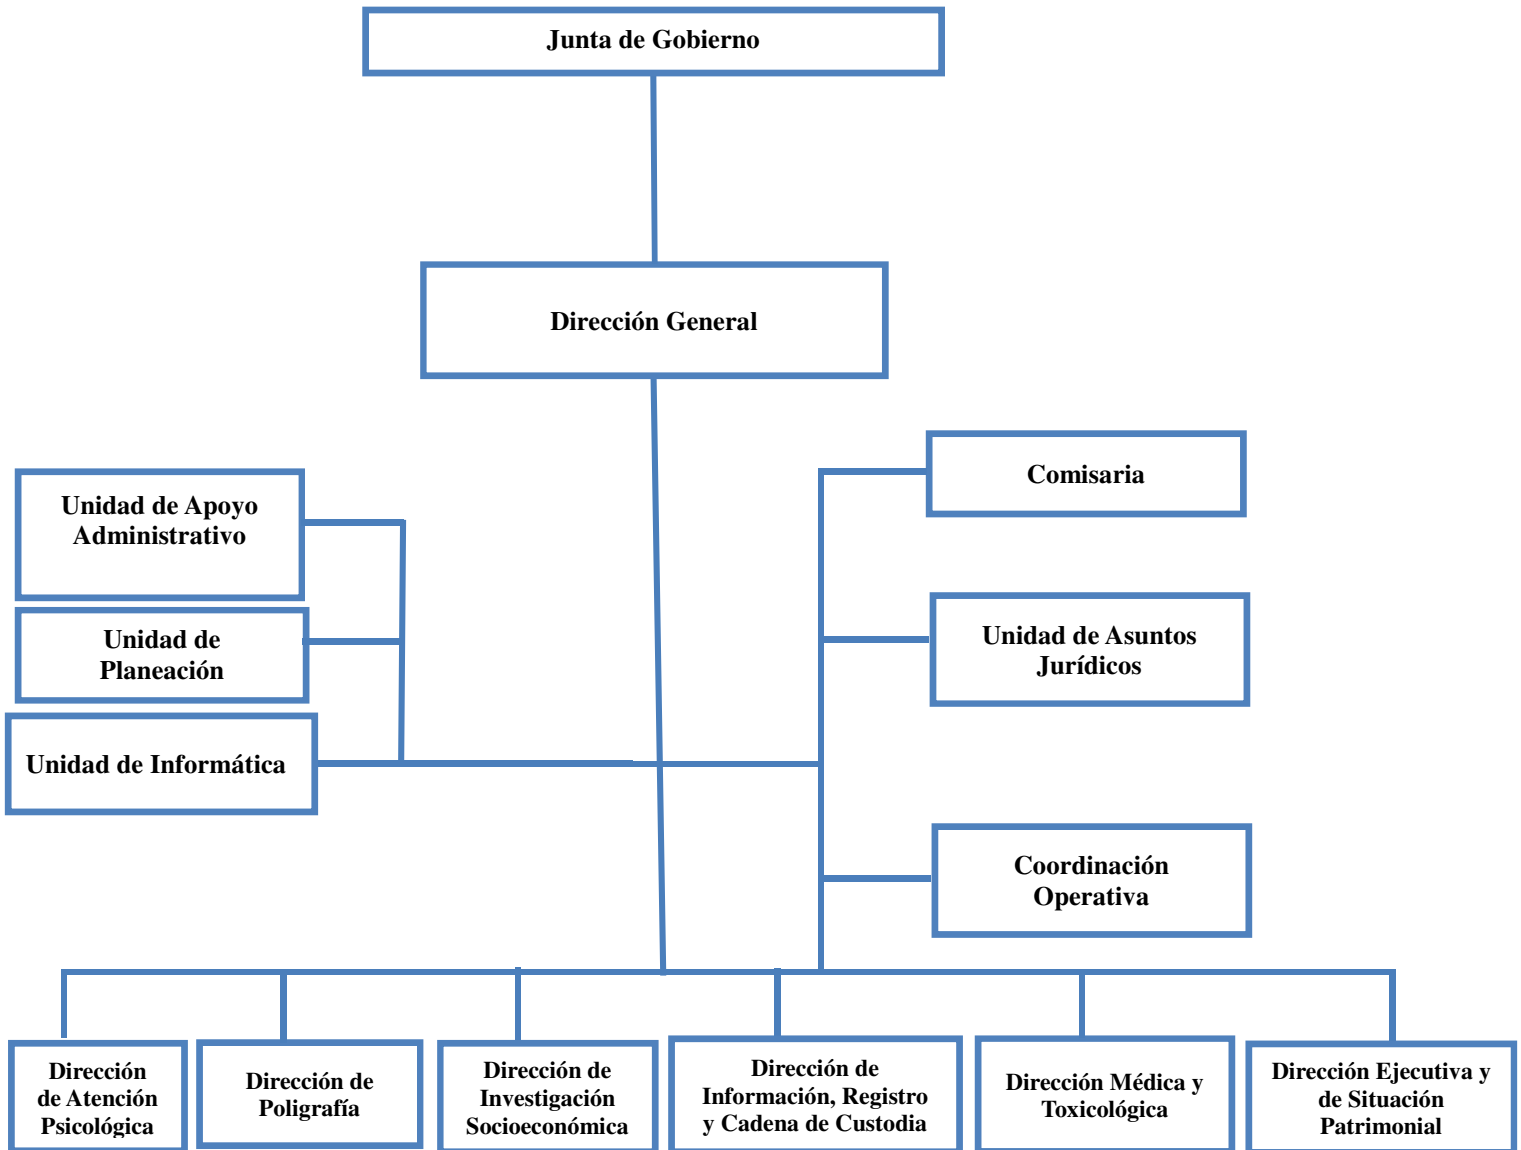 Junta de Gobierno
Dirección General
Comisaria
Unidad de Apoyo
Administrativo
Unidad de Asuntos
Jurídicos
Unidad de
Planeación
Unidad de Informática
Coordinación
Operativa
Dirección
de Atención
Psicológica
Dirección de
Poligrafía
Dirección de
Investigación
Socioeconómica
Dirección de
Información, Registro
y Cadena de Custodia
Dirección Médica y
Toxicológica
Dirección Ejecutiva y
de Situación
Patrimonial